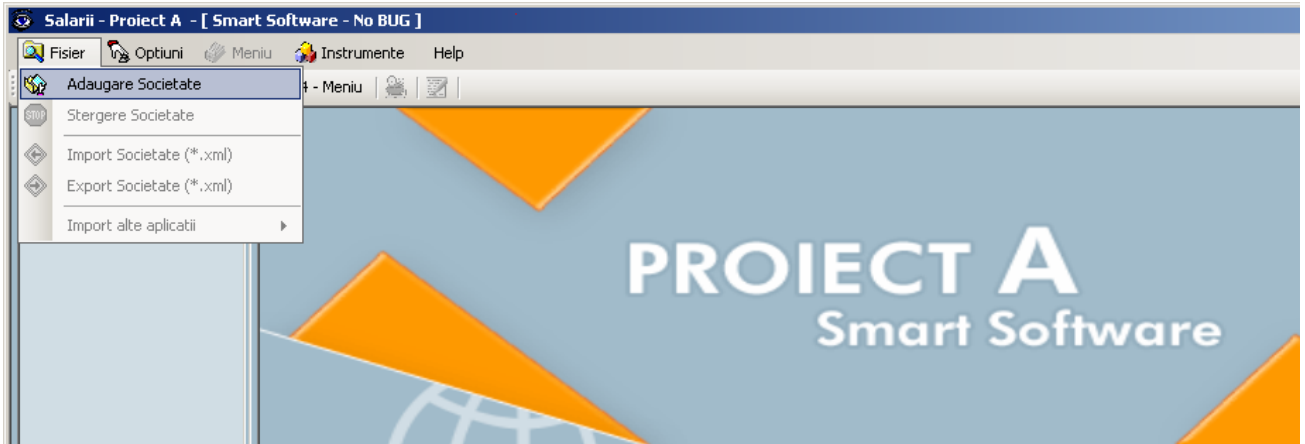 Salarii - Proiect A - [ Smart Software - No BUG ]
Fisier Optiuni Meniu Instrumente Help
Adaugare Societate
- Meniu
STOP Stergere Societate
Import Societate (*.xml)
Export Societate (*.xml)
Import alte aplicatii
PROIECT A
Smart Software